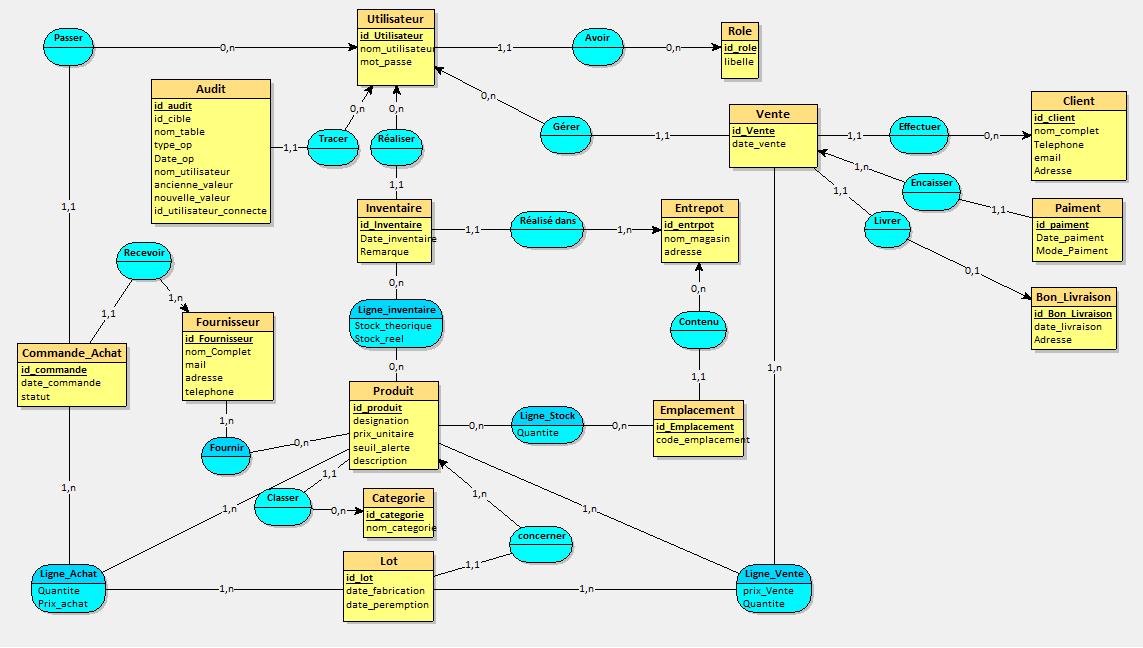 Passer
0,n
Utilisateur
id_Utilisateur
nom_utilisateur
mot_passe
1,1
Avoir
0,n
Role
id_role
libelle
Audit
id_audit
id_cible
nom_table
type_op
Date_op
nom_utilisateur
ancienne_valeur
nouvelle_valeur
id_utilisateur_connecte
1,1
Tracer
0,n
Réaliser
0,n
1,1
0,n
Gérer
1,1
Vente
id_Vente
date_vente
1,1
Effectuer
0,n
Client
id_client
nom_complet
Telephone
email
Adresse
1,n
Encaisser
1,1
Paiment
id_paiment
Date_paiment
Mode_Paiment
1,1
Livrer
0,1
Bon_Livraison
id_Bon_Livraison
date_livraison
Adresse
1,1
Inventaire
id_Inventaire
Date_inventaire
Remarque
1,1
Réalisé dans
1,n
Entrepot
id_entrpot
nom_magasin
adresse
Recevoir
1,1
1,n
Fournisseur
id_Fournisseur
nom_Complet
mail
adresse
telephone
0,n
Ligne_inventaire
Stock_theorique
Stock_reel
0,n
0,n
Contenu
1,1
Commande_Achat
id_commande
date_commande
statut
Produit
id_produit
designation
prix_unitaire
seuil_alerte
description
0,n
Ligne_Stock
Quantite
0,n
Emplacement
id_Emplacement
code_emplacement
1,n
1,n
Fournir
0,n
1,n
1,1
Classer
0,n
Categorie
id_categorie
nom_categorie
1,n
1,n
1,n
concerner
1,1
Lot
id_lot
date_fabrication
date_peremption
Ligne_Achat
Quantite
Prix_achat
1,n
1,n
Ligne_Vente
prix_Vente
Quantite